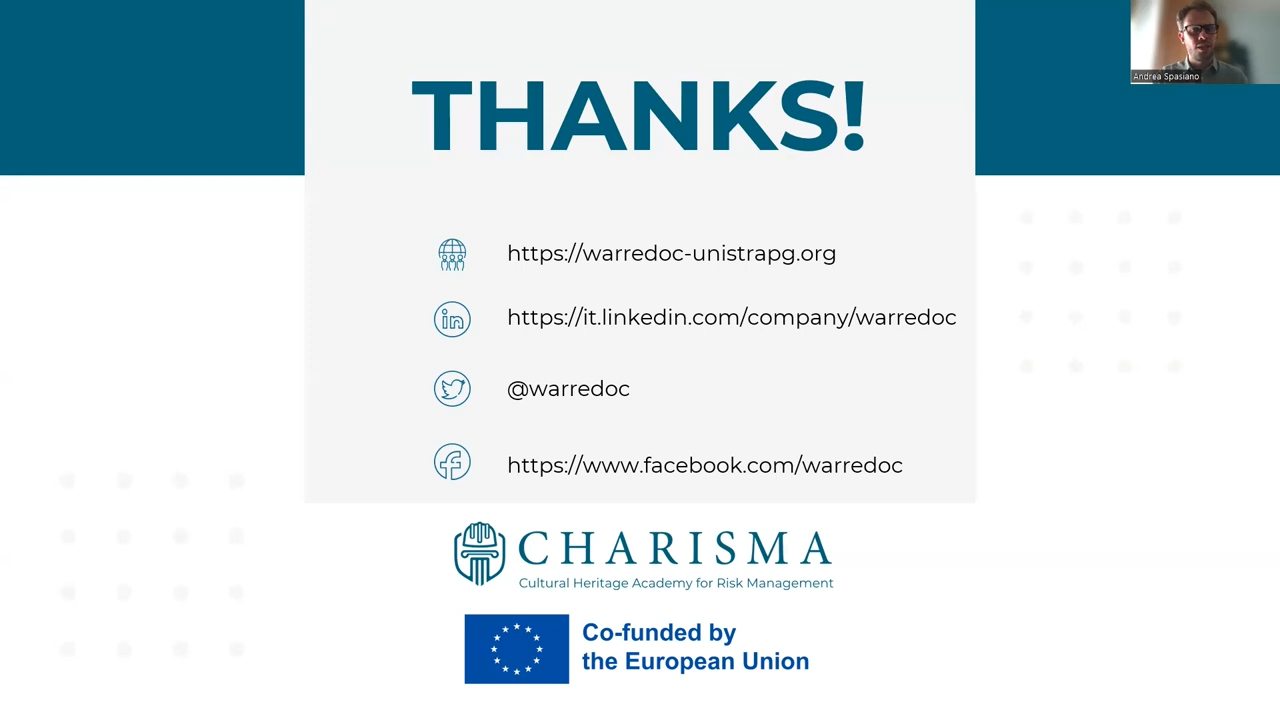 THANKS!
Andrea Spasiano
https://warredoc-unistrapg.org
in https://it.linkedin.com/company/warredoc
@warredoc
f https://www.facebook.com/warredoc
CHARISMA
Cultural Heritage Academy for Risk Management
Co-funded by
the European Union